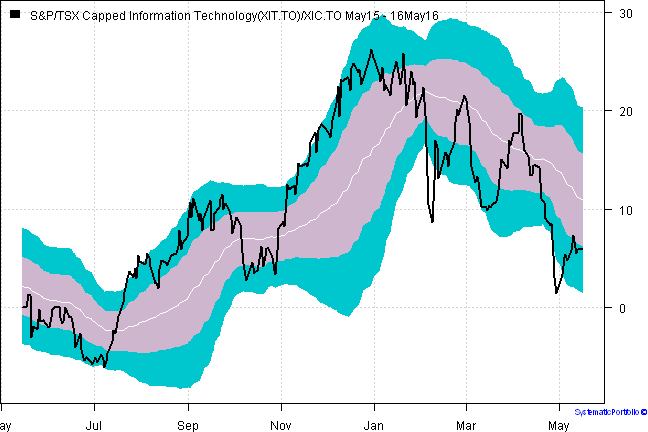 S&P/TSX Capped Information Technology(XIT.TO)/XIC.TO May15 - 16May16
30
20
10
0
ay Jul Sep Nov Jan Mar May
SystematicPortfolio ©